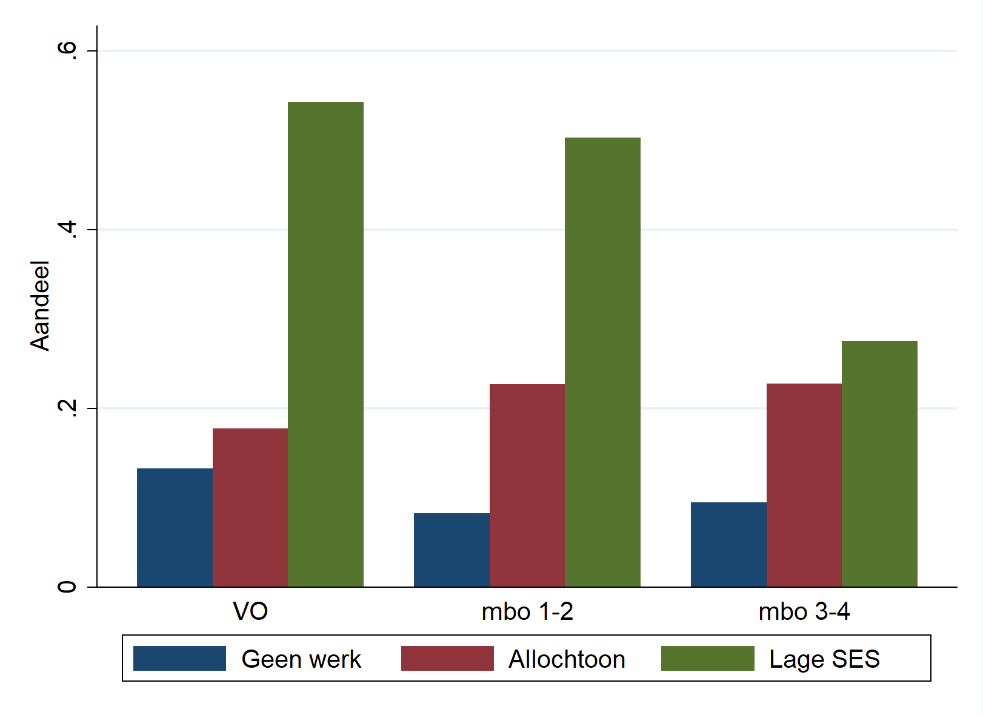 Aandeel
.6
.4
.2
0
VO
mbo 1-2
mbo 3-4
Geen werk
Allochtoon
Lage SES